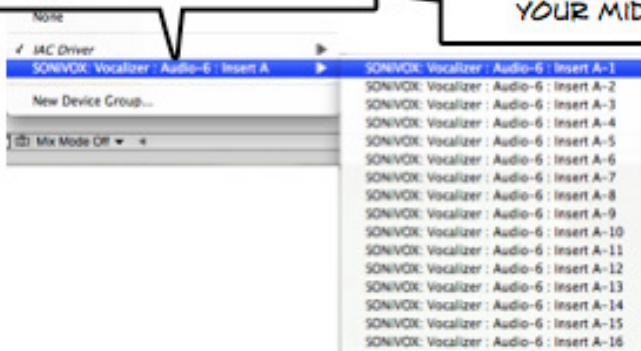 YOUR MID
None
✓ IAC Driver
SONiVOX: Vocalizer : Audio-6 : Insert A
New Device Group...
Mix Mode Off
SONiVOX: Vocalizer : Audio-6 : Insert A-1
SONiVOX: Vocalizer : Audio-6 : Insert A-2
SONiVOX: Vocalizer : Audio-6 : Insert A-3
SONiVOX: Vocalizer : Audio-6 : Insert A-4
SONiVOX: Vocalizer : Audio-6 : Insert A-5
SONiVOX: Vocalizer : Audio-6 : Insert A-6
SONiVOX: Vocalizer : Audio-6 : Insert A-7
SONiVOX: Vocalizer : Audio-6 : Insert A-8
SONiVOX: Vocalizer : Audio-6 : Insert A-9
SONiVOX: Vocalizer : Audio-6 : Insert A-10
SONiVOX: Vocalizer : Audio-6 : Insert A-11
SONiVOX: Vocalizer : Audio-6 : Insert A-12
SONiVOX: Vocalizer : Audio-6 : Insert A-13
SONiVOX: Vocalizer : Audio-6 : Insert A-14
SONiVOX: Vocalizer : Audio-6 : Insert A-15
SONiVOX: Vocalizer : Audio-6 : Insert A-16